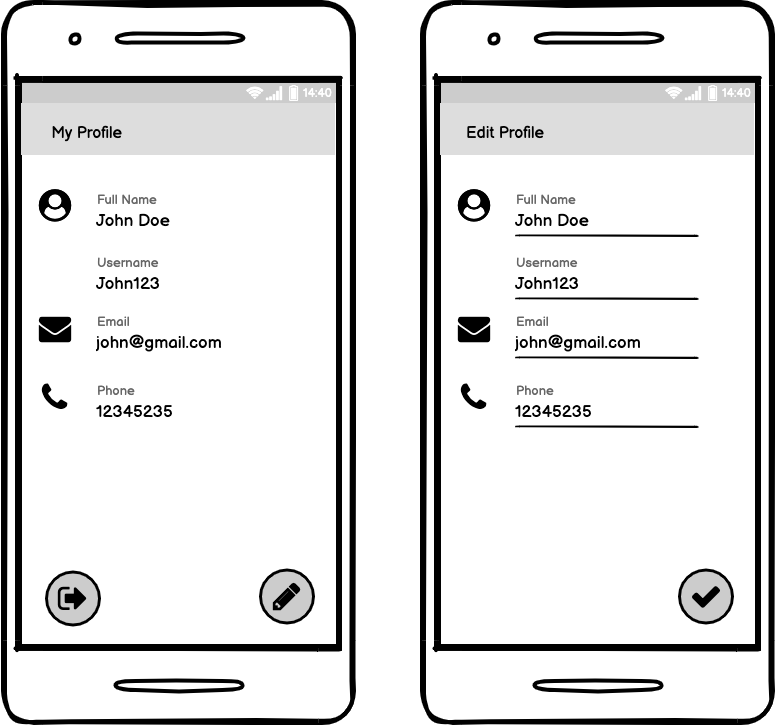 14:40
My Profile
Full Name
John Doe
Username
John123
Email
john@gmail.com
Phone
12345235
14:40
Edit Profile
Full Name
John Doe
Username
John123
Email
john@gmail.com
Phone
12345235